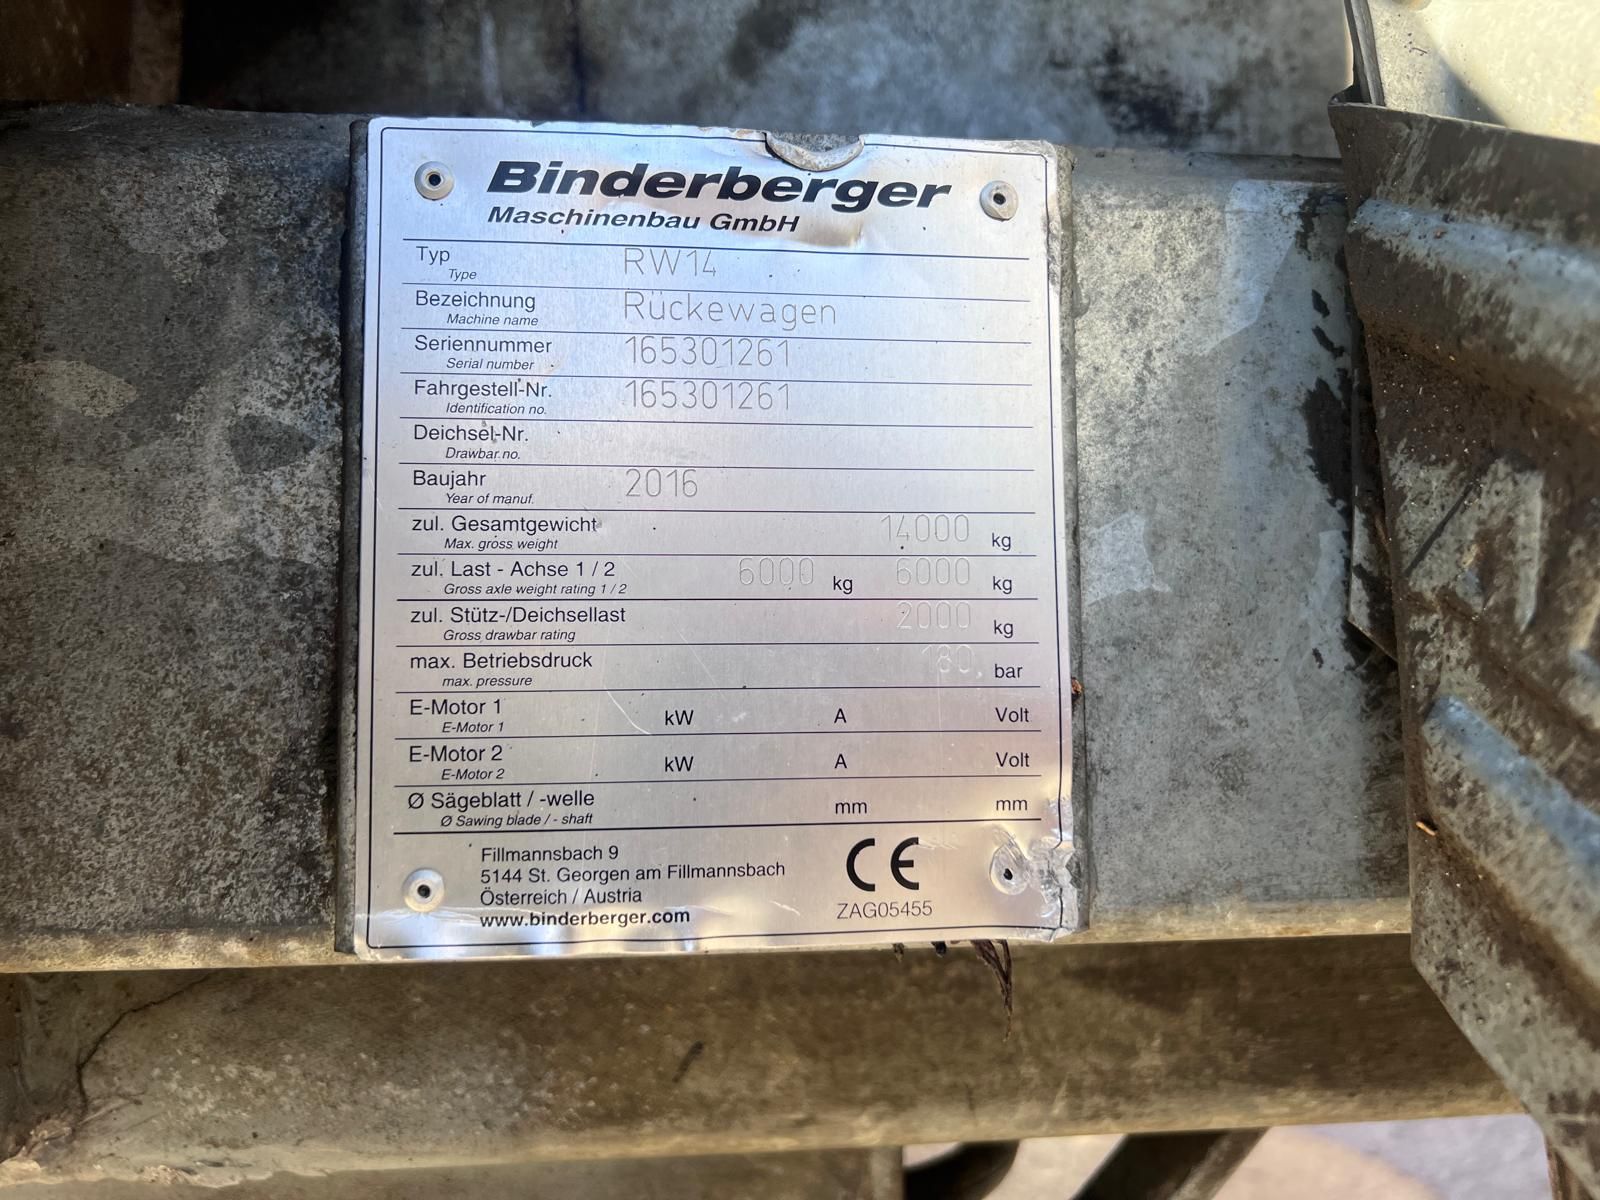 Binderberger
Maschinenbau GmbH
Typ RW14
Type
Bezeichnung Rückewagen
Machine name
Seriennummer 165301261
Serial number
Fahrgestell-Nr. 165301261
Identification no.
Deichsel-Nr.
Drawbar no.
Baujahr 2016
Year of manuf.
zul. Gesamtgewicht 14000 kg
Max. gross weight
zul. Last - Achse 1 / 2 6000 kg 6000 kg
Gross axle weight rating 1 / 2
zul. Stütz-/Deichsellast 2000 kg
Gross drawbar rating
max. Betriebsdruck 180 bar
max. pressure
E-Motor 1 kW A Volt
E-Motor 1
E-Motor 2 kW A Volt
E-Motor 2
Ø Sägeblatt / -welle mm mm
Ø Sawing blade / - shaft
Fillmannsbach 9
5144 St. Georgen am Fillmannsbach
Österreich / Austria
www.binderberger.com
CE
ZAG05455